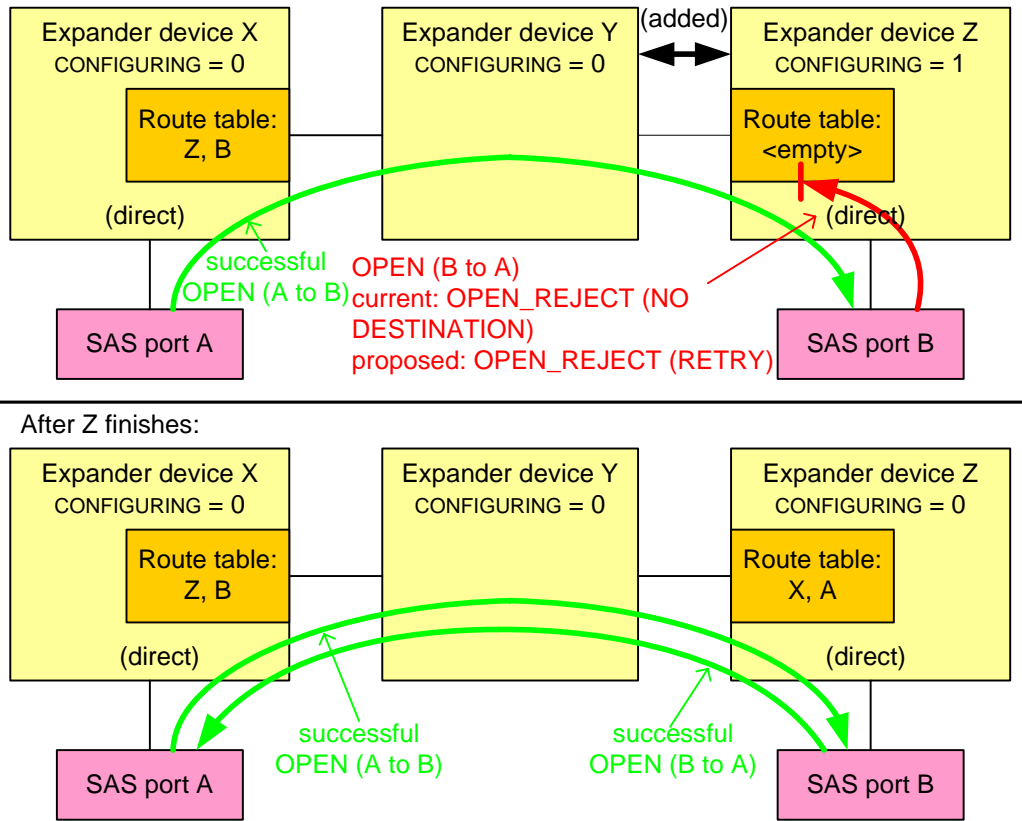 Expander device X
CONFIGURING = 0
Expander device Y
CONFIGURING = 0
(added)
Expander device Z
CONFIGURING = 1
Route table:
Z, B
Route table:
<empty>
(direct)
(direct)
successful
OPEN (A to B)
OPEN (B to A)
current: OPEN_REJECT (NO
DESTINATION)
proposed: OPEN_REJECT (RETRY)
SAS port A
SAS port B
After Z finishes:
Expander device X
CONFIGURING = 0
Expander device Y
CONFIGURING = 0
Expander device Z
CONFIGURING = 0
Route table:
Z, B
Route table:
X, A
(direct)
(direct)
successful
OPEN (A to B)
successful
OPEN (B to A)
SAS port A
SAS port B